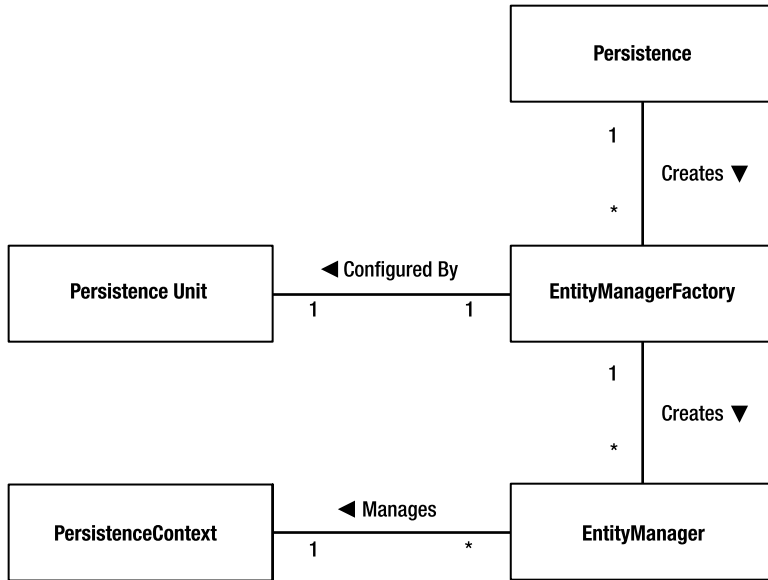 Persistence
1
Creates ▼
*
◀ Configured By
Persistence Unit
EntityManagerFactory
1
1
1
Creates ▼
*
◀ Manages
PersistenceContext
EntityManager
1
*